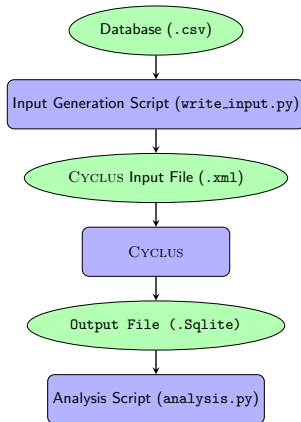 Database (.csv)
Input Generation Script (write_input.py)
CYCLUS Input File (.xml)
CYCLUS
Output File (.Sqlite)
Analysis Script (analysis.py)